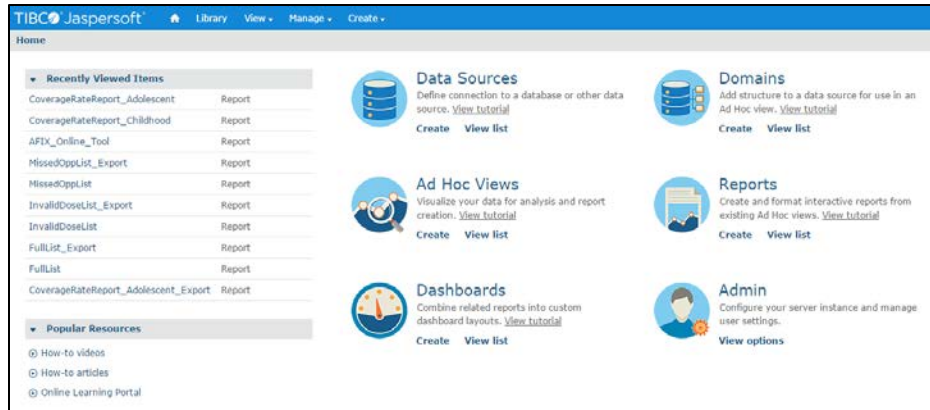 TIBCO Jaspersoft Library View Manage Create
Home
Recently Viewed Items
CoverageRateReport_Adolescent Report
CoverageRateReport_Childhood Report
AFIX_Online_Tool Report
MissedOppList_Export Report
MissedOppList Report
InvalidDoseList_Export Report
InvalidDoseList Report
FullList_Export Report
FullList Report
CoverageRateReport_Adolescent_Export Report
Popular Resources
How-to videos
How-to articles
Online Learning Portal
Data Sources
Define connection to a database or other data
source. View tutorial
Create View list
Domains
Add structure to a data source for use in an
Ad Hoc view. View tutorial
Create View list
Ad Hoc Views
Visualize your data for analysis and report
creation. View tutorial
Create View list
Reports
Create and format interactive reports from
existing Ad Hoc views. View tutorial
Create View list
Dashboards
Combine related reports into custom
dashboard layouts. View tutorial
Create View list
Admin
Configure your server instance and manage
user settings.
View options